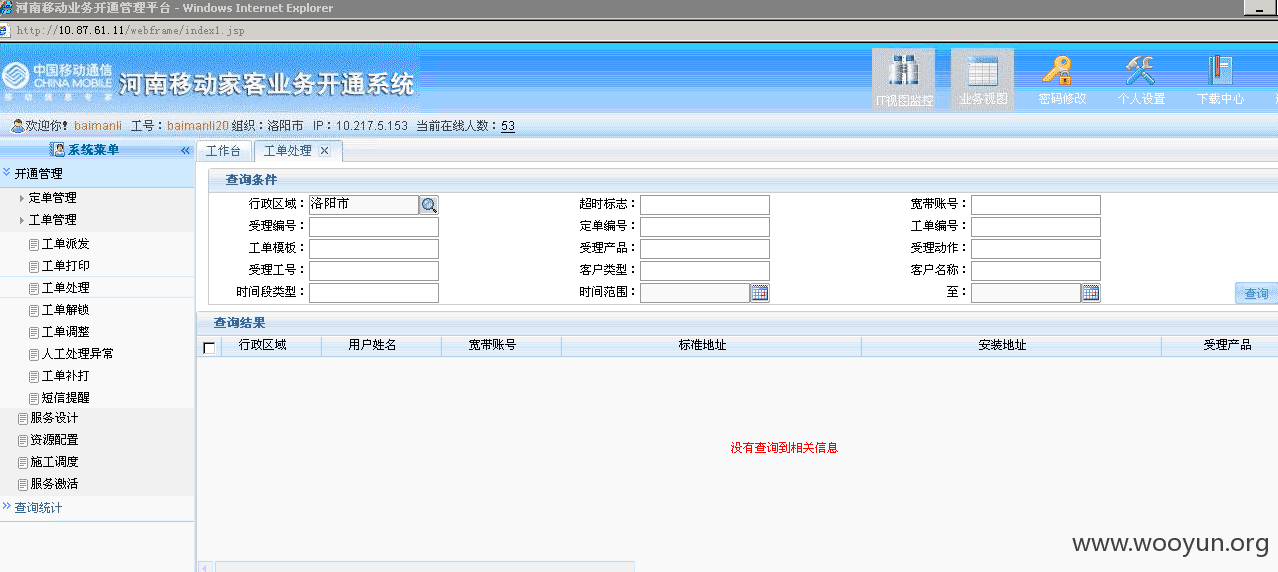 河南移动业务开通管理平台 - Windows Internet Explorer
http://10.87.61.11/webframe/index1.jsp
中国移动通信
CHINA MOBILE
移动信息专家
河南移动家客业务开通系统
IT视图监控 业务视图 密码修改 个人设置 下载中心
欢迎你! baimanli 工号：baimanli20 组织：洛阳市 IP：10.217.5.153 当前在线人数：53
系统菜单 « 工作台 工单处理
开通管理
定单管理
工单管理
工单派发
工单打印
工单处理
工单解锁
工单调整
人工处理异常
工单补打
短信提醒
服务设计
资源配置
施工调度
服务激活
查询统计
查询条件
行政区域：洛阳市 超时标志： 宽带账号：
受理编号： 定单编号： 工单编号：
工单模板： 受理产品： 受理动作：
受理工号： 客户类型： 客户名称：
时间段类型： 时间范围： 至： 查询
查询结果
行政区域 用户姓名 宽带账号 标准地址 安装地址 受理产品
没有查询到相关信息
www.wooyun.org